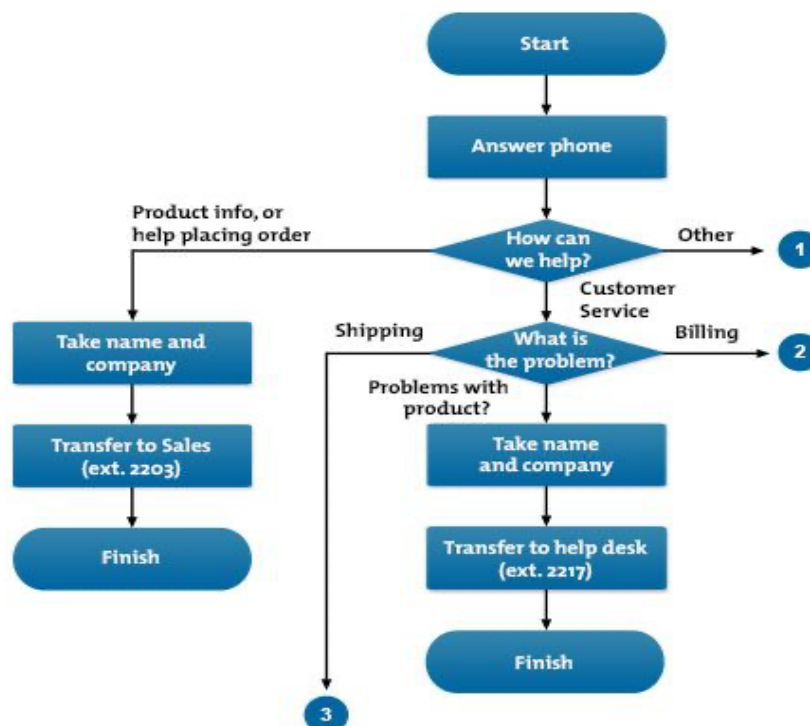 Start
Answer phone
Product info, or
help placing order
How can
we help?
Other
1
Customer
Service
Take name and
company
Shipping
What is
the problem?
Billing
2
Problems with
product?
Transfer to Sales
(ext. 2203)
Take name
and company
Finish
Transfer to help desk
(ext. 2217)
Finish
3